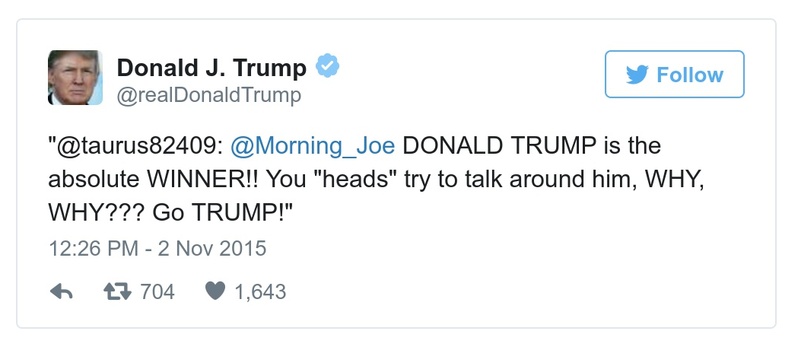 Donald J. Trump
@realDonaldTrump
Follow
"@taurus82409: @Morning_Joe DONALD TRUMP is the
absolute WINNER!! You "heads" try to talk around him, WHY,
WHY??? Go TRUMP!"
12:26 PM - 2 Nov 2015
704 1,643